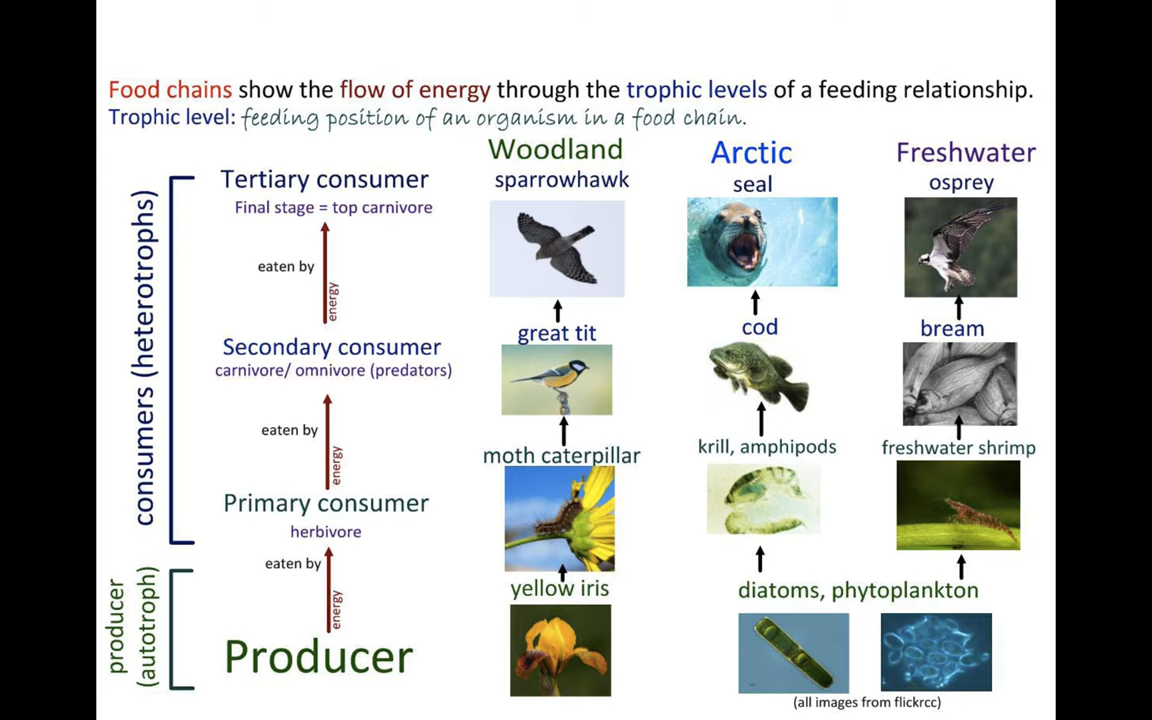 Food chains show the flow of energy through the trophic levels of a feeding relationship.
Trophic level: feeding position of an organism in a food chain.
consumers (heterotrophs)
Tertiary consumer
Final stage = top carnivore
eaten by
energy
Secondary consumer
carnivore/ omnivore (predators)
eaten by
energy
Primary consumer
herbivore
eaten by
energy
producer
(autotroph)
Producer
Woodland
sparrowhawk
great tit
moth caterpillar
yellow iris
Arctic
seal
cod
krill, amphipods
Freshwater
osprey
bream
freshwater shrimp
diatoms, phytoplankton
(all images from flickrcc)